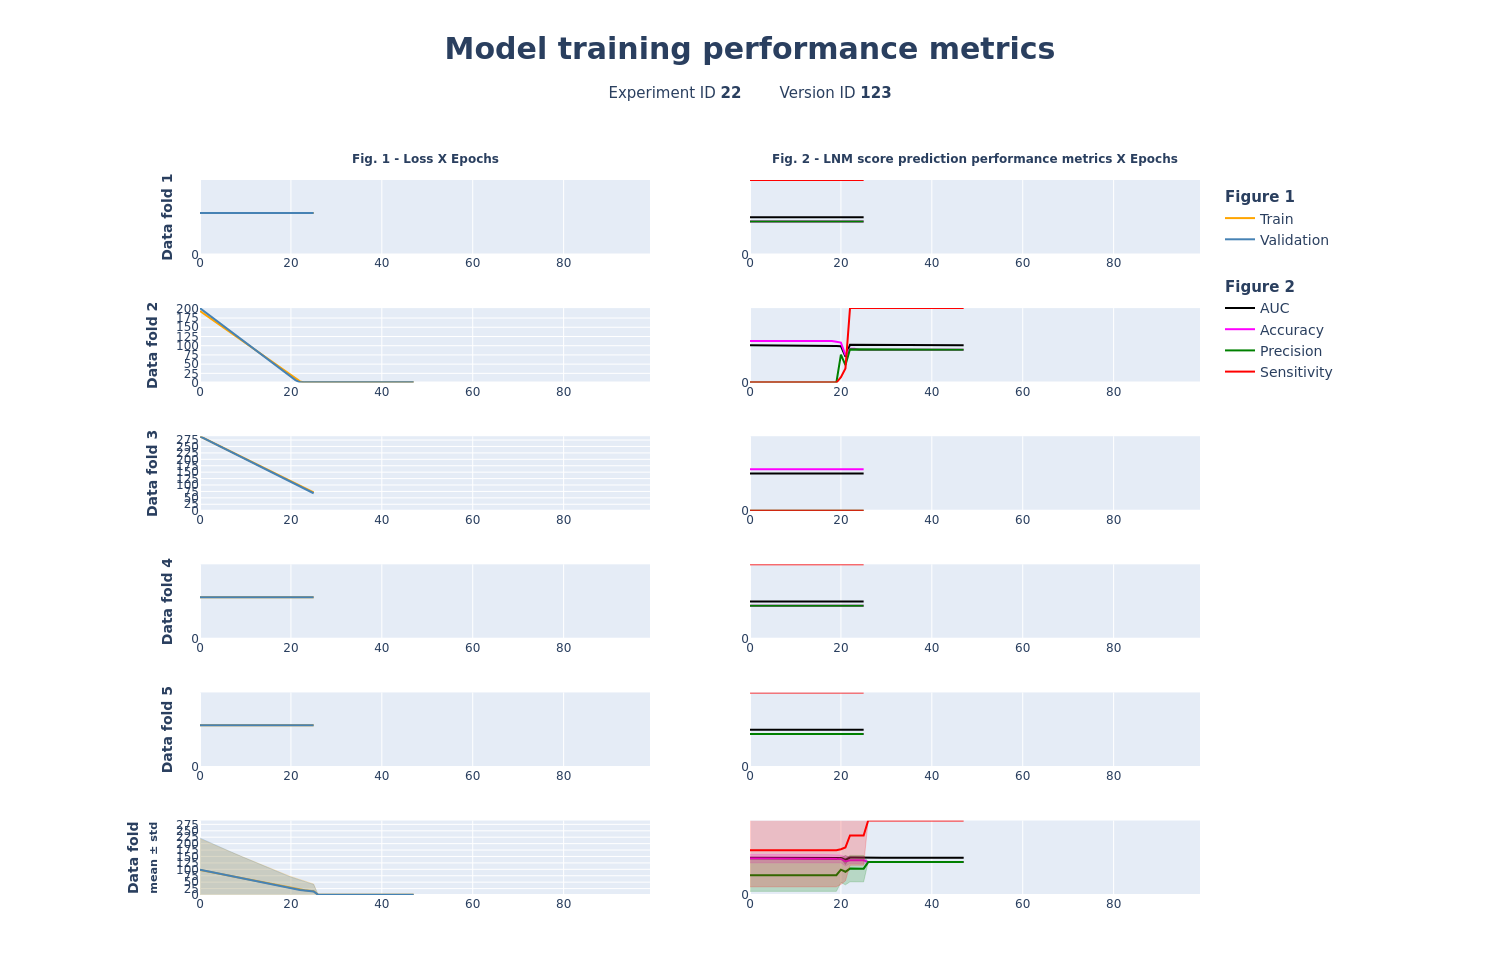 Model training performance metrics
Experiment ID 22 Version ID 123
Fig. 1 - Loss X Epochs
Fig. 2 - LNM score prediction performance metrics X Epochs
Data fold 1
0
0 20 40 60 80
0
0 20 40 60 80
Figure 1
Train
Validation
Figure 2
AUC
Accuracy
Precision
Sensitivity
Data fold 2
200
175
150
125
100
75
50
25
0
0 20 40 60 80
0
0 20 40 60 80
Data fold 3
275
250
225
200
175
150
125
100
75
50
25
0
0 20 40 60 80
0
0 20 40 60 80
Data fold 4
0
0 20 40 60 80
0
0 20 40 60 80
Data fold 5
0
0 20 40 60 80
0
0 20 40 60 80
Data fold
mean ± std
275
250
225
200
175
150
125
100
75
50
25
0
0 20 40 60 80
0
0 20 40 60 80